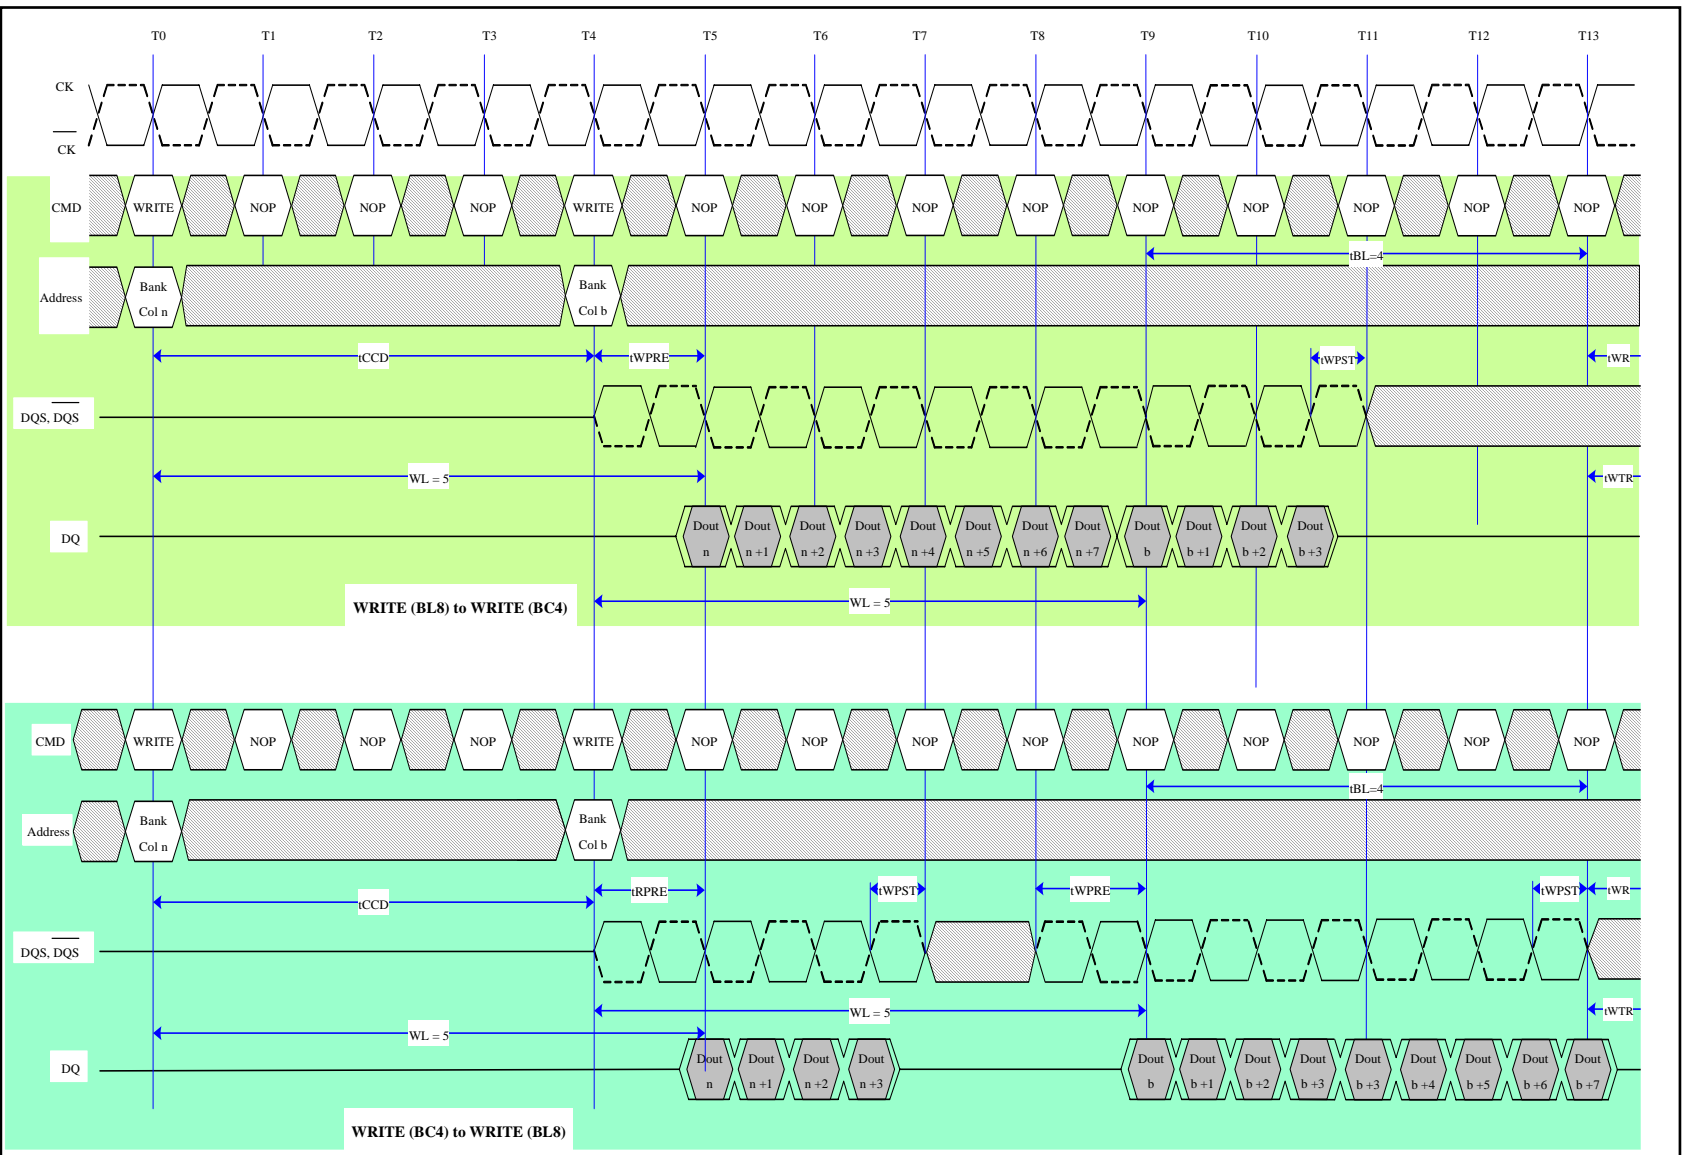 T0 T1 T2 T3 T4 T5 T6 T7 T8 T9 T10 T11 T12 T13
CK
CK
CMD WRITE NOP NOP NOP WRITE NOP NOP NOP NOP NOP NOP NOP NOP NOP
tBL=4
Address
Bank Bank
Col n Col b
tCCD tWPRE tWPST tWR
DQS, DQS
WL = 5 tWTR
Dout Dout Dout Dout Dout Dout Dout Dout Dout Dout Dout Dout
DQ
n n +1 n +2 n +3 n +4 n +5 n +6 n +7 b b +1 b +2 b +3
WL = 5
WRITE (BL8) to WRITE (BC4)
CMD WRITE NOP NOP NOP WRITE NOP NOP NOP NOP NOP NOP NOP NOP NOP
tBL=4
Address
Bank Bank
Col n Col b
tRPRE tWPST tWPRE tWPST tWR
tCCD
DQS, DQS
WL = 5 tWTR
WL = 5
Dout Dout Dout Dout Dout Dout Dout Dout Dout Dout Dout Dout Dout
DQ
n n +1 n +2 n +3 b b +1 b +2 b +3 b +3 b +4 b +5 b +6 b +7
WRITE (BC4) to WRITE (BL8)